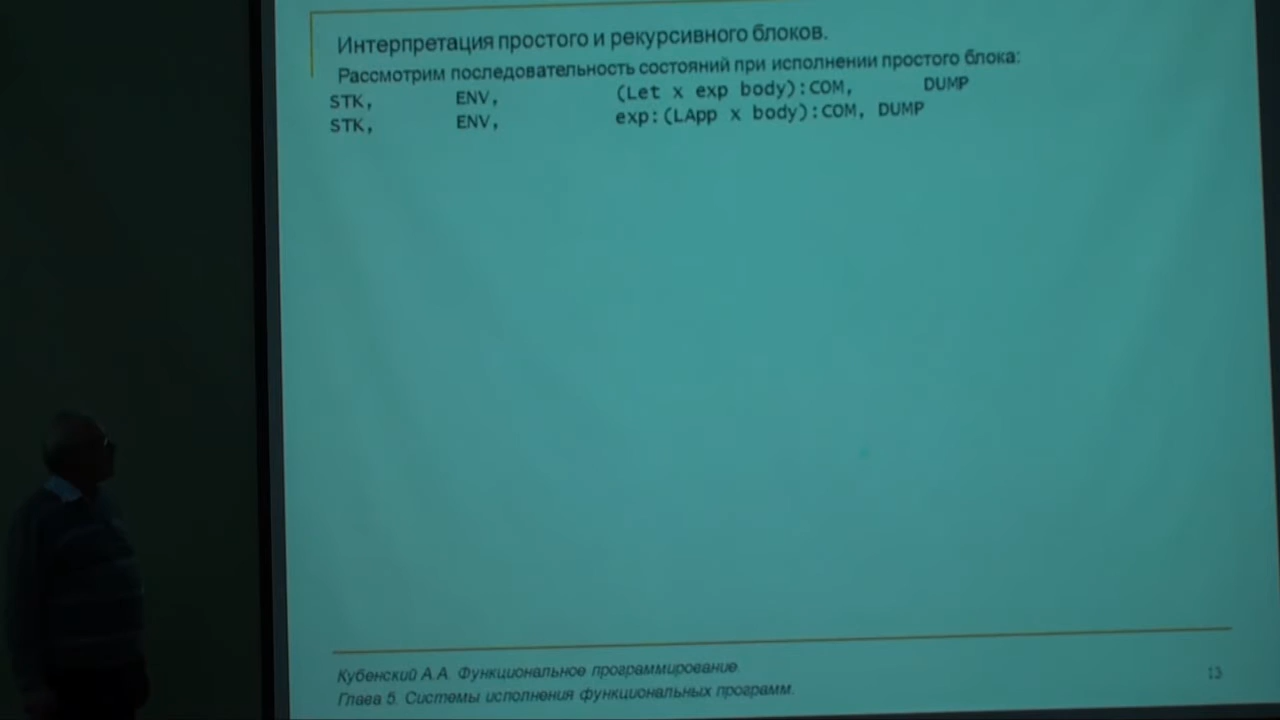 Интерпретация простого и рекурсивного блоков.
Рассмотрим последовательность состояний при исполнении простого блока:
STK, ENV, (Let x exp body):COM, DUMP
STK, ENV, exp:(LApp x body):COM, DUMP
Кубенский А.А. Функциональное программирование.
Глава 5. Системы исполнения функциональных программ.
13